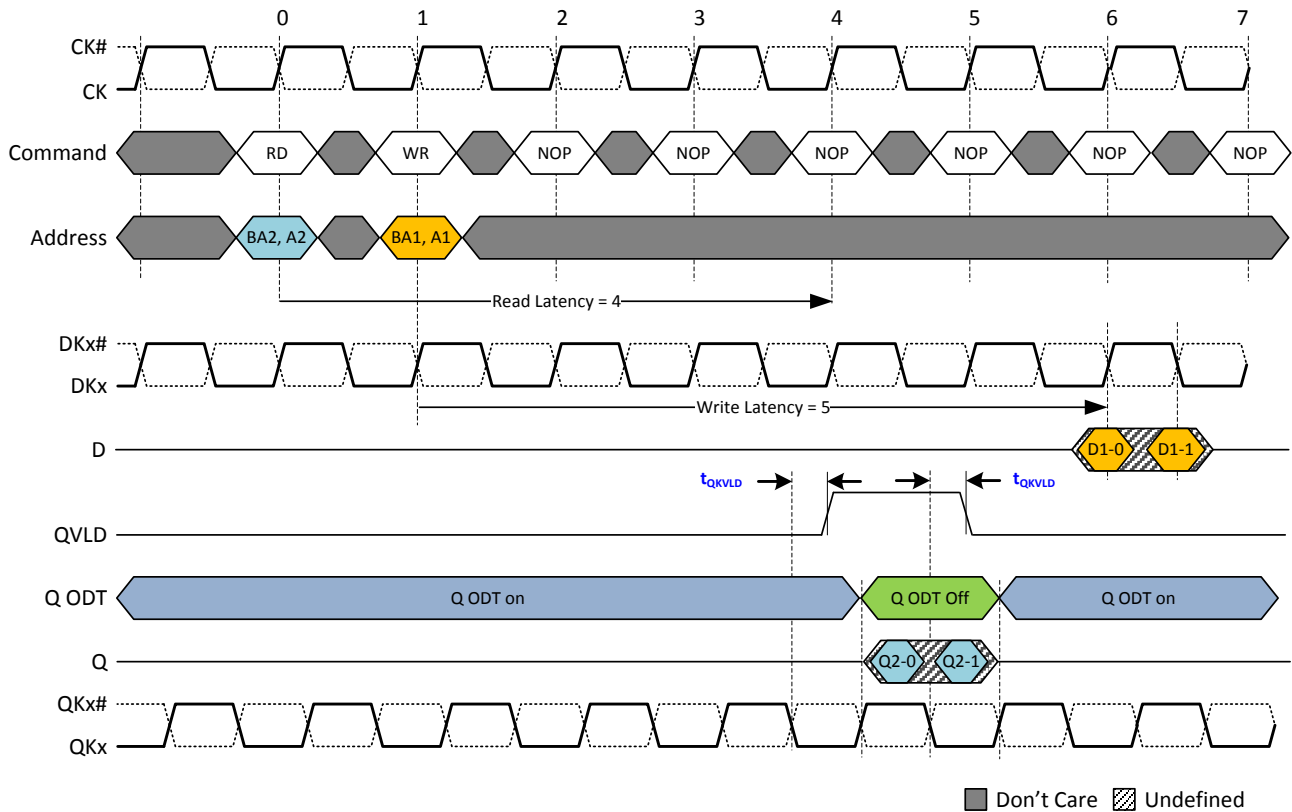 0 1 2 3 4 5 6 7
CK#
CK
Command RD WR NOP NOP NOP NOP NOP NOP
Address BA2, A2 BA1, A1
Read Latency = 4
DKx#
DKx
Write Latency = 5
D D1-0 D1-1
tQKVLD tQKVLD
QVLD
Q ODT Q ODT on Q ODT Off Q ODT on
Q Q2-0 Q2-1
QKx#
QKx
Don't Care Undefined